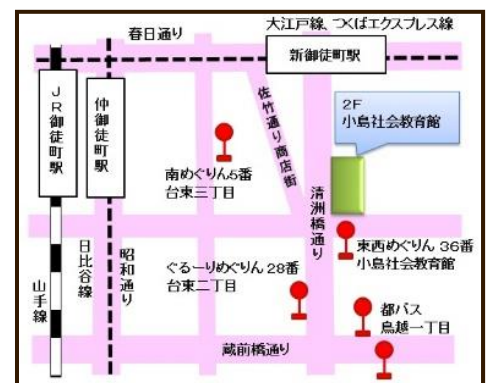 大江戸線、つくばエクスプレス線
春日通り
新御徒町駅
JR御徒町駅
仲御徒町駅
佐竹通り商店街
2F
小島社会教育館
南めぐりん5番
台東三丁目
清洲橋通り
東西めぐりん 36番
小島社会教育館
日比谷線
昭和通り
山手線
ぐるーりめぐりん 28番
台東二丁目
都バス
鳥越一丁目
蔵前橋通り